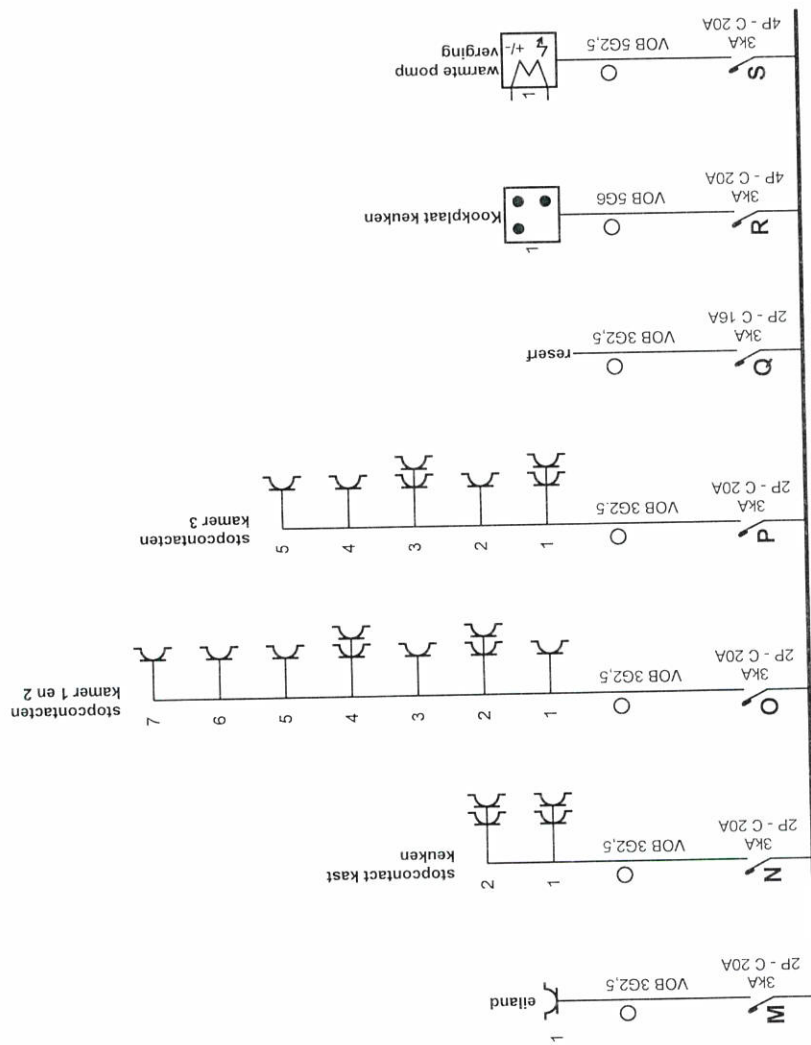 eiland
1
VOB 3G2,5
M
3kA
2P - C 20A
stopcontact kast
keuken
2
1
VOB 3G2,5
N
3kA
2P - C 20A
stopcontacten
kamer 1 en 2
7
6
5
4
3
2
1
VOB 3G2,5
O
3kA
2P - C 20A
stopcontacten
kamer 3
5
4
3
2
1
VOB 3G2.5
P
3kA
2P - C 20A
reserf
VOB 3G2,5
Q
3kA
2P - C 16A
Kookplaat keuken
1
VOB 5G6
R
3kA
4P - C 20A
warmte pomp
verging
1
+/-
VOB 5G2,5
S
3kA
4P - C 20A